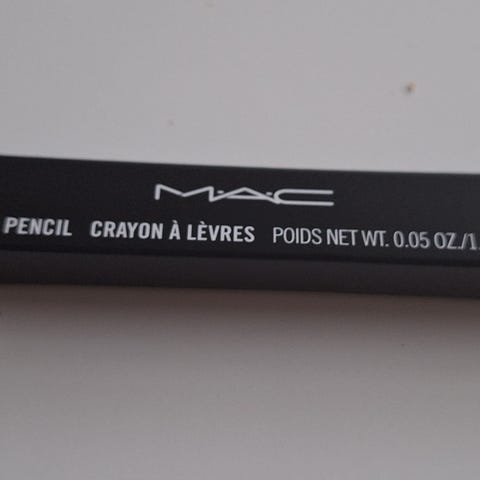 M·A·C
PENCIL CRAYON À LÈVRES POIDS NET WT. 0.05 OZ./1.